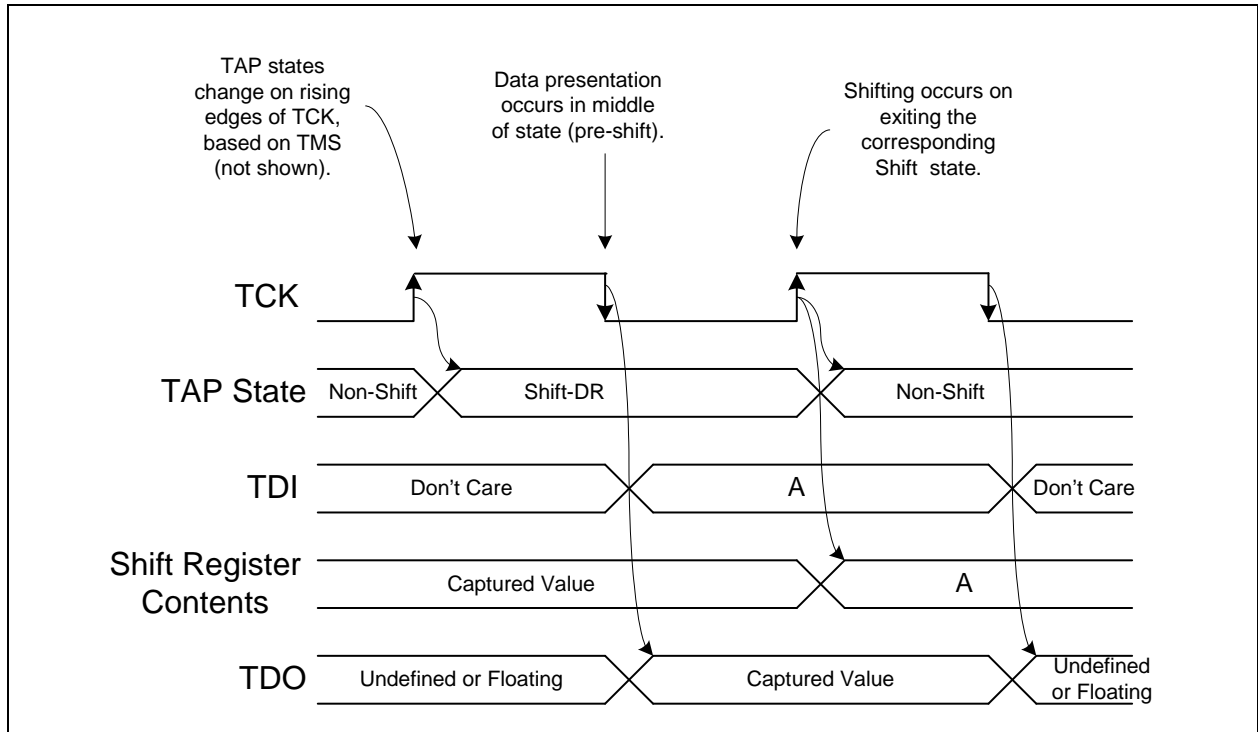 TAP states
change on rising
edges of TCK,
based on TMS
(not shown).
Data presentation
occurs in middle
of state (pre-shift).
Shifting occurs on
exiting the
corresponding
Shift state.
TCK
TAP State
Non-Shift
Shift-DR
Non-Shift
TDI
Don't Care
A
Don't Care
Shift Register
Contents
Captured Value
A
TDO
Undefined or Floating
Captured Value
Undefined
or Floating